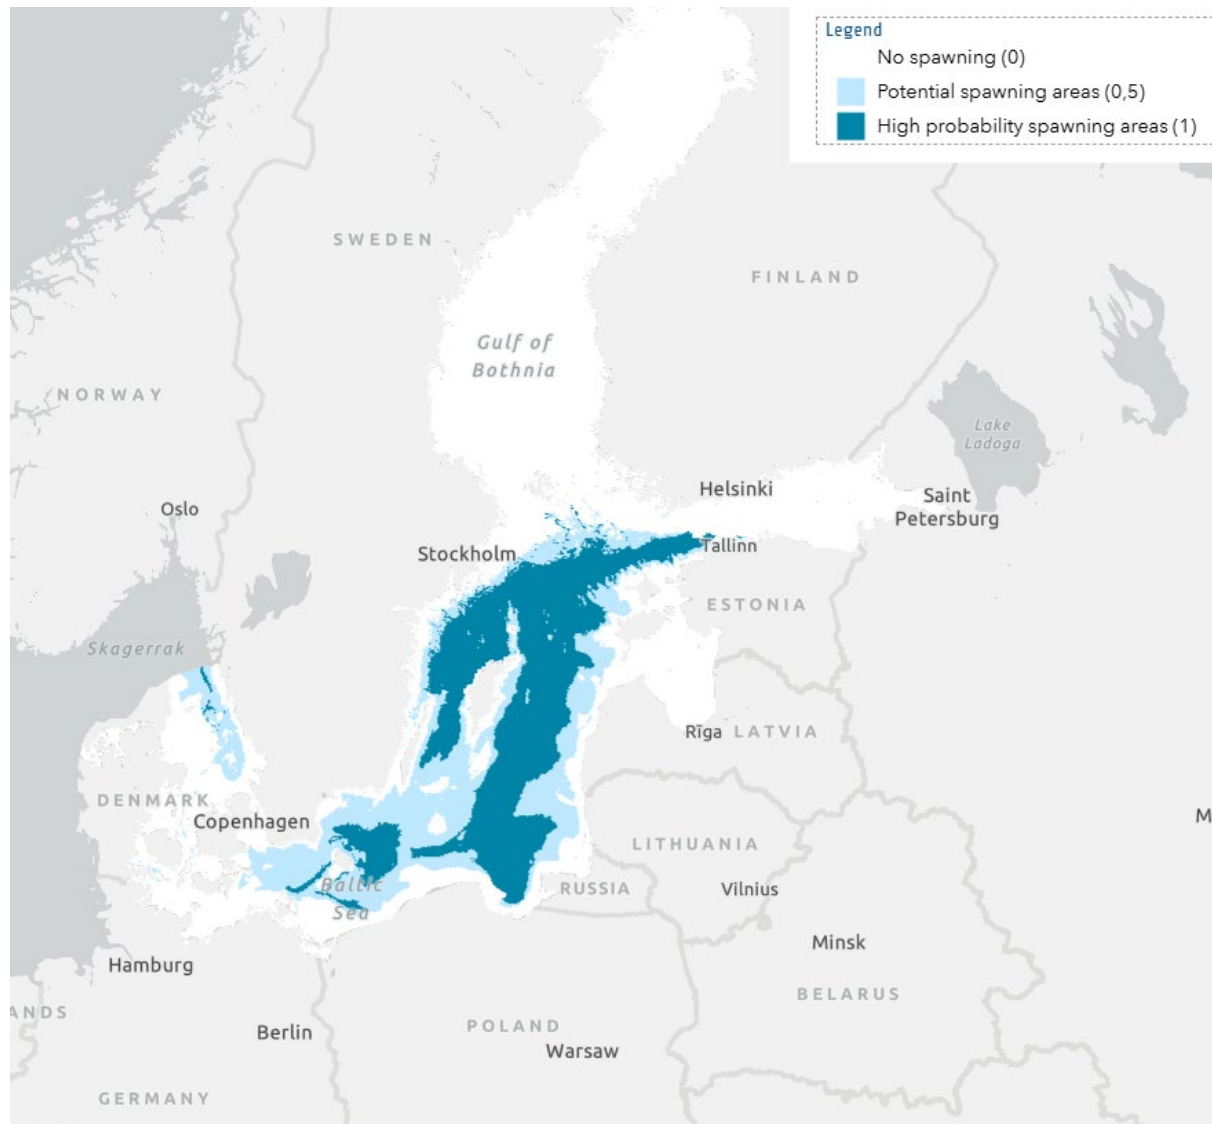 Legend
No spawning (0)
Potential spawning areas (0,5)
High probability spawning areas (1)
SWEDEN
FINLAND
Gulf of
Bothnia
NORWAY
Lake
Ladoga
Helsinki
Saint
Petersburg
Oslo
Stockholm
Tallinn
ESTONIA
Skagerrak
Rīga
LATVIA
DENMARK
Copenhagen
M
LITHUANIA
Baltic
Sea
RUSSIA
Vilnius
Minsk
Hamburg
BELARUS
ANDS
Berlin
POLAND
Warsaw
GERMANY